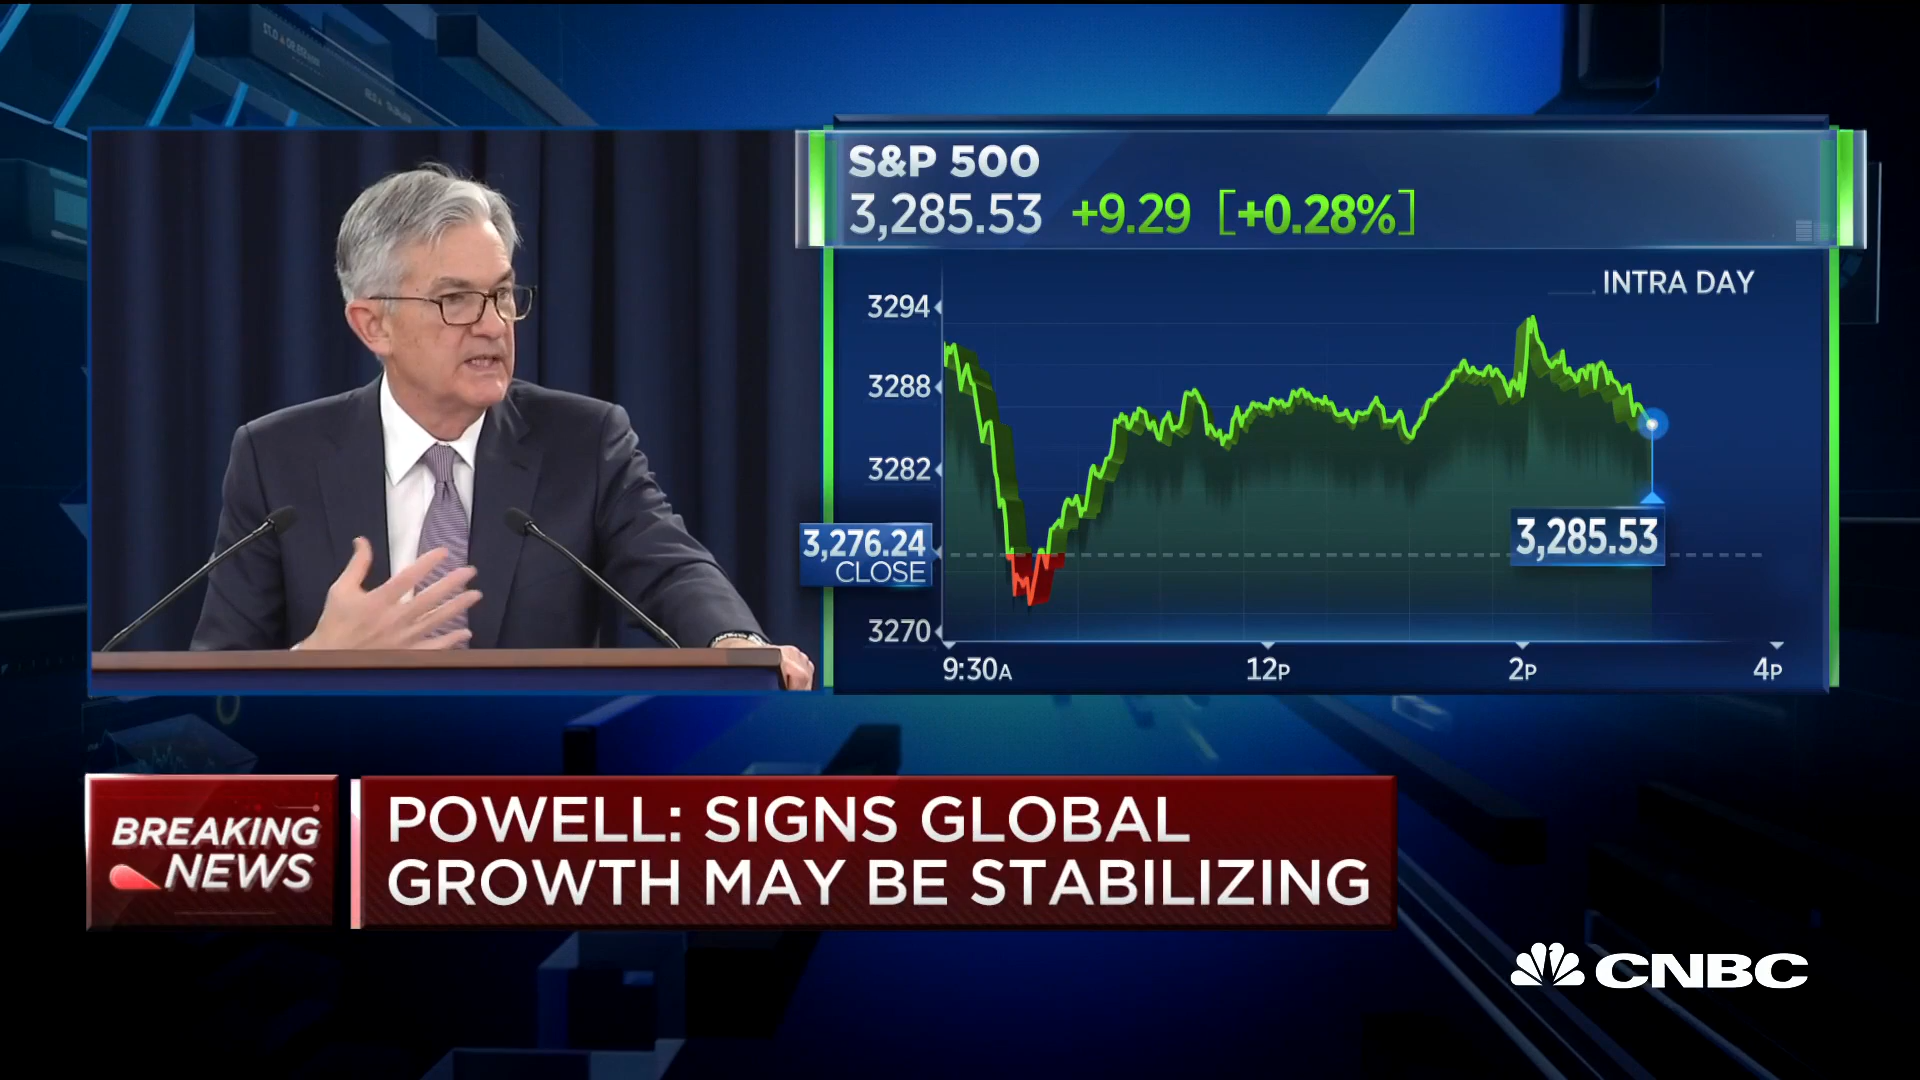 S&P 500
3,285.53 +9.29 [+0.28%]
INTRA DAY
3294
3288
3282
3,276.24
CLOSE
3,285.53
3270
9:30A 12P 2P 4P
BREAKING
NEWS
POWELL: SIGNS GLOBAL
GROWTH MAY BE STABILIZING
CNBC